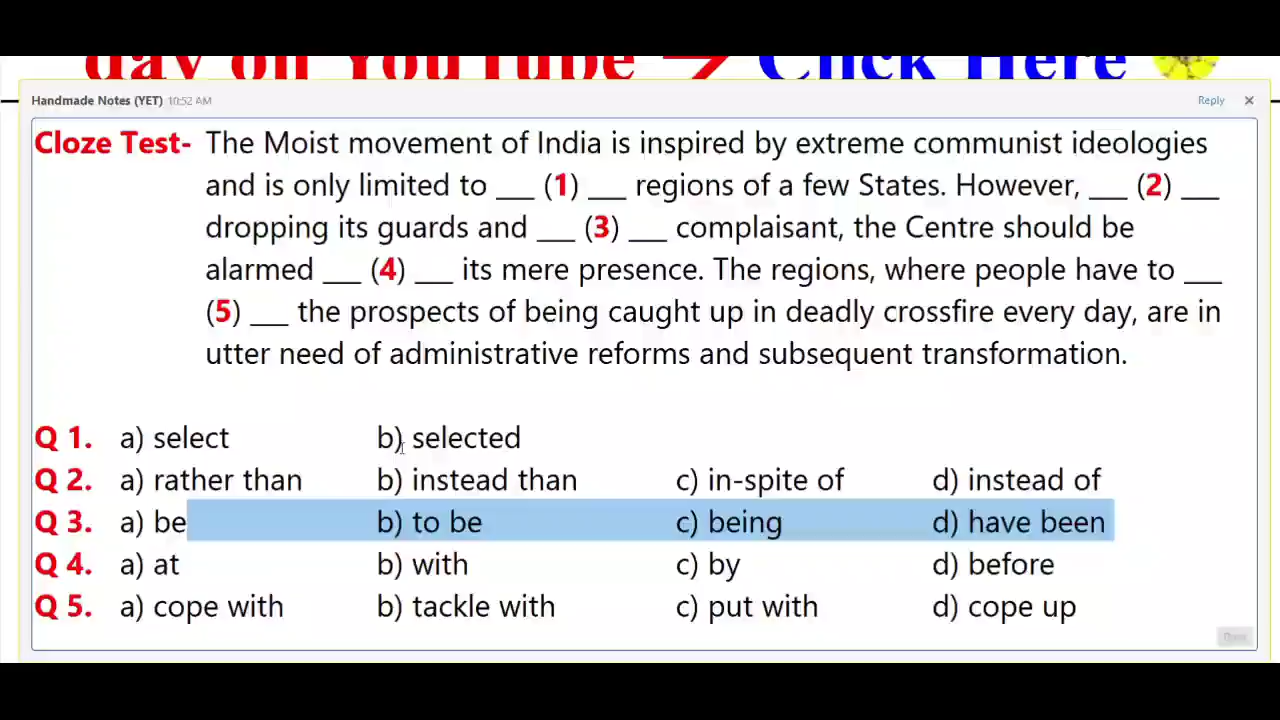 day on YouTube → Click Here
Handmade Notes (YET) 10:52 AM Reply
Cloze Test- The Moist movement of India is inspired by extreme communist ideologies
and is only limited to ___ (1) ___ regions of a few States. However, ___ (2) ___
dropping its guards and ___ (3) ___ complaisant, the Centre should be
alarmed ___ (4) ___ its mere presence. The regions, where people have to ___
(5) ___ the prospects of being caught up in deadly crossfire every day, are in
utter need of administrative reforms and subsequent transformation.
Q 1. a) select b) selected
Q 2. a) rather than b) instead than c) in-spite of d) instead of
Q 3. a) be b) to be c) being d) have been
Q 4. a) at b) with c) by d) before
Q 5. a) cope with b) tackle with c) put with d) cope up